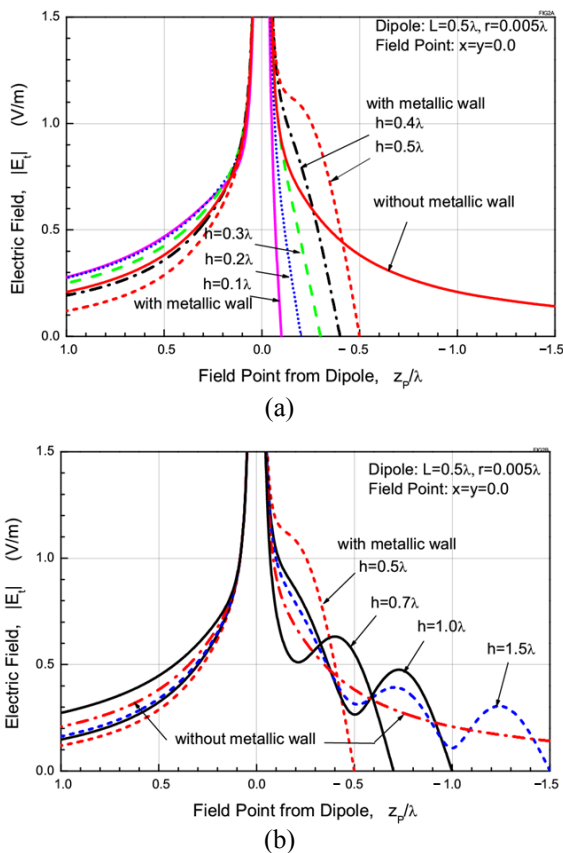 FIG2A
Dipole: L=0.5λ, r=0.005λ
Field Point: x=y=0.0
with metallic wall
h=0.4λ
h=0.5λ
without metallic wall
h=0.3λ
h=0.2λ
h=0.1λ
with metallic wall
Electric Field, |Eₜ| (V/m)
1.5
1.0
0.5
0.0
1.0 0.5 0.0 −0.5 −1.0 −1.5
Field Point from Dipole, zₚ/λ
(a)
FIG2B
Dipole: L=0.5λ, r=0.005λ
Field Point: x=y=0.0
with metallic wall
h=0.5λ
h=0.7λ
h=1.0λ
h=1.5λ
without metallic wall
Electric Field, |Eₜ| (V/m)
1.5
1.0
0.5
0.0
1.0 0.5 0.0 −0.5 −1.0 −1.5
Field Point from Dipole, zₚ/λ
(b)